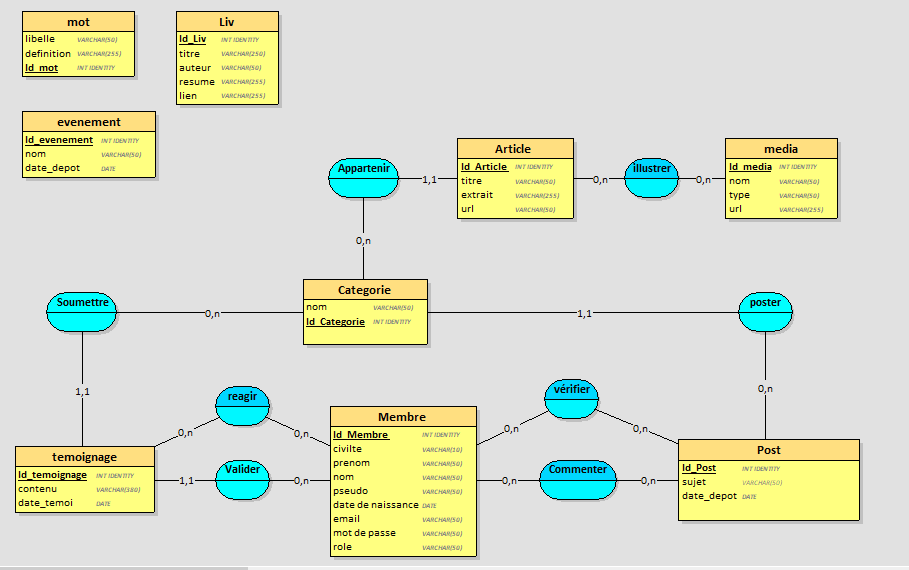 mot
libelle VARCHAR(50)
definition VARCHAR(255)
Id_mot INT IDENTITY
Liv
Id_Liv INT IDENTITY
titre VARCHAR(250)
auteur VARCHAR(50)
resume VARCHAR(255)
lien VARCHAR(255)
evenement
Id_evenement INT IDENTITY
nom VARCHAR(50)
date_depot DATE
Appartenir
1,1
Article
Id_Article INT IDENTITY
titre VARCHAR(50)
extrait VARCHAR(255)
url VARCHAR(50)
0,n
illustrer
0,n
media
Id_media INT IDENTITY
nom VARCHAR(50)
type VARCHAR(50)
url VARCHAR(255)
0,n
Soumettre
0,n
Categorie
nom VARCHAR(50)
Id_Categorie INT IDENTITY
1,1
poster
1,1
0,n
reagir
0,n
0,n
vérifier
0,n
0,n
temoignage
Id_temoignage INT IDENTITY
contenu VARCHAR(380)
date_temoi DATE
1,1
Valider
0,n
Membre
Id_Membre INT IDENTITY
civilte VARCHAR(10)
prenom VARCHAR(50)
nom VARCHAR(50)
pseudo VARCHAR(50)
date de naissance DATE
email VARCHAR(50)
mot de passe VARCHAR(50)
role VARCHAR(50)
0,n
Commenter
0,n
Post
Id_Post INT IDENTITY
sujet VARCHAR(50)
date_depot DATE